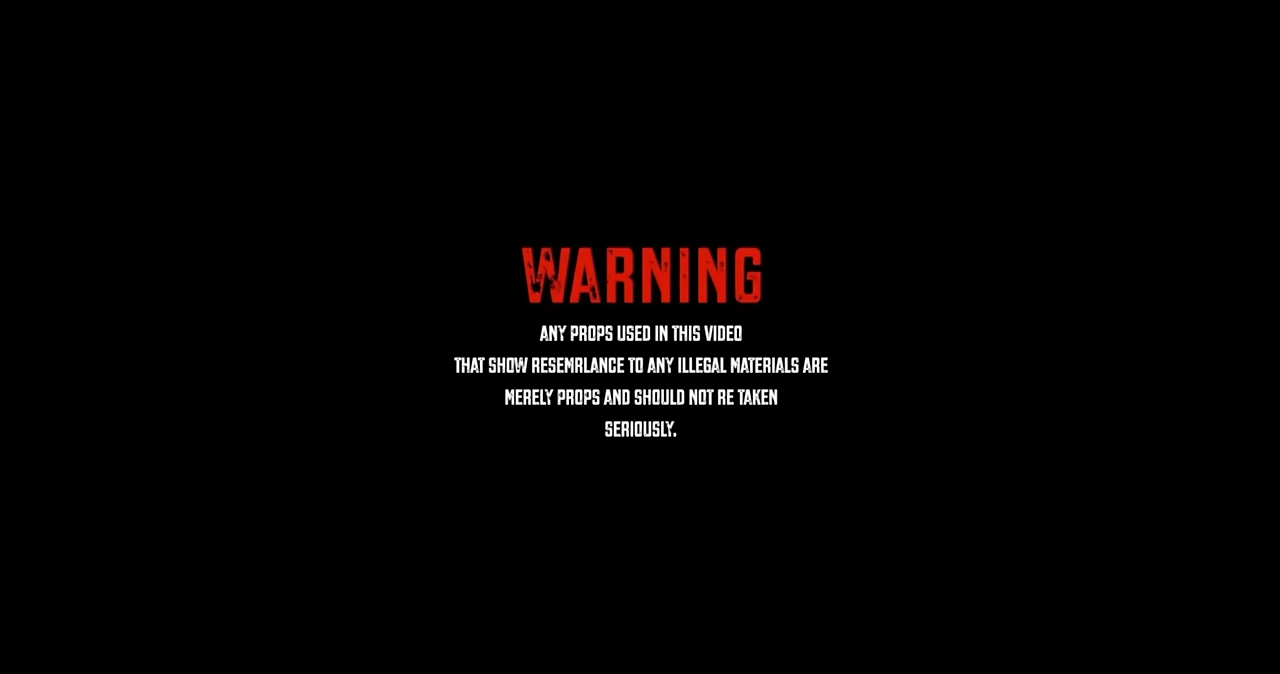 WARNING
ANY PROPS USED IN THIS VIDEO
THAT SHOW RESEMRLANCE TO ANY ILLEGAL MATERIALS ARE
MERELY PROPS AND SHOULD NOT RE TAKEN
SERIOUSLY.